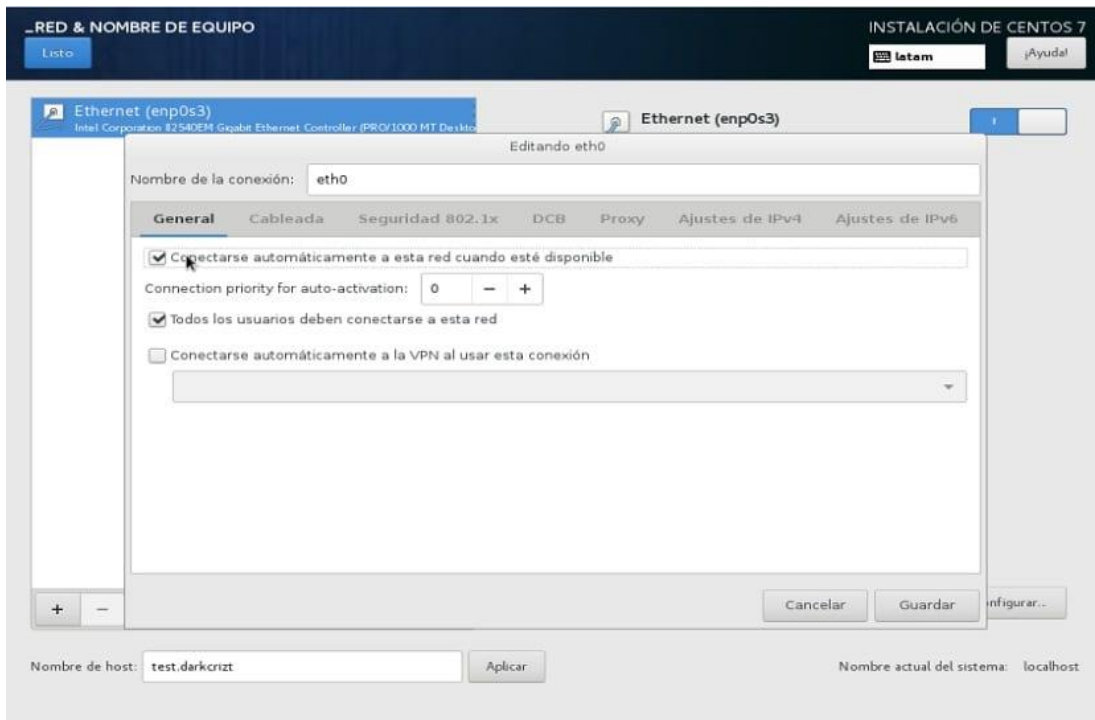 _RED & NOMBRE DE EQUIPO
INSTALACIÓN DE CENTOS 7
Listo
latam
¡Ayuda!
Ethernet (enp0s3)
Intel Corporation 82540EM Gigabit Ethernet Controller (PRO/1000 MT Deskto
Ethernet (enp0s3)
Editando eth0
Nombre de la conexión: eth0
General Cableada Seguridad 802.1x DCB Proxy Ajustes de IPv4 Ajustes de IPv6
Conectarse automáticamente a esta red cuando esté disponible
Connection priority for auto-activation: 0 − +
Todos los usuarios deben conectarse a esta red
Conectarse automáticamente a la VPN al usar esta conexión
Cancelar Guardar
+ − nfigurar...
Nombre de host: test.darkcrizt Aplicar Nombre actual del sistema: localhost